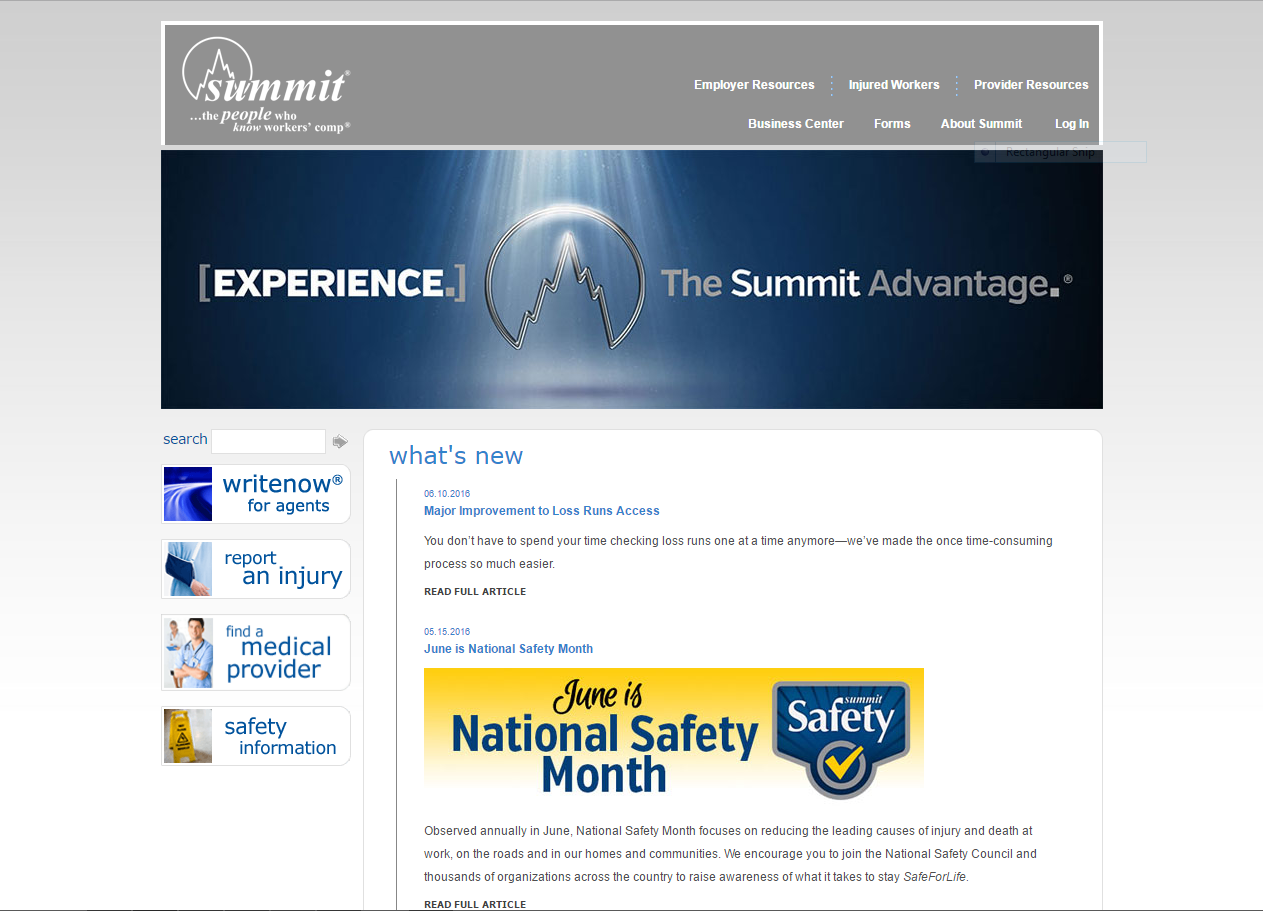 summit®
...the people who
know workers' comp®
Employer Resources
Injured Workers
Provider Resources
Business Center
Forms
About Summit
Log In
Rectangular Snip
[EXPERIENCE.]
The Summit Advantage.®
search
writenow®
for agents
report
an injury
find a
medical
provider
safety
information
what's new
06.10.2016
Major Improvement to Loss Runs Access
You don’t have to spend your time checking loss runs one at a time anymore—we’ve made the once time-consuming
process so much easier.
READ FULL ARTICLE
05.15.2016
June is National Safety Month
June is
National Safety
Month
summit
Safety
Observed annually in June, National Safety Month focuses on reducing the leading causes of injury and death at
work, on the roads and in our homes and communities. We encourage you to join the National Safety Council and
thousands of organizations across the country to raise awareness of what it takes to stay SafeForLife.
READ FULL ARTICLE